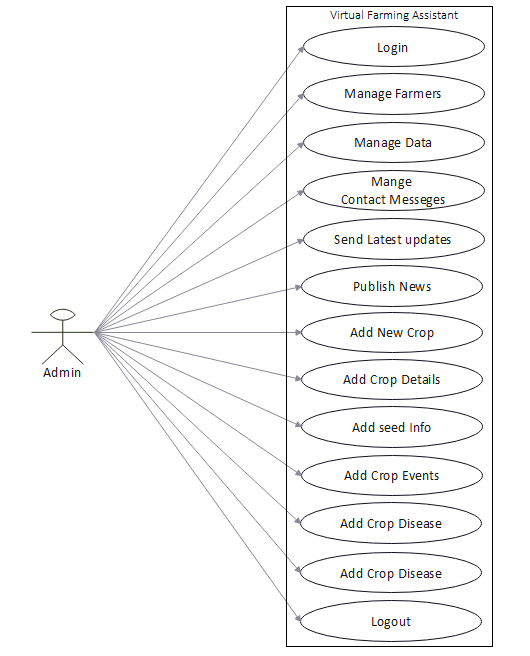 Virtual Farming Assistant
Login
Manage Farmers
Manage Data
Mange
Contact Messeges
Send Latest updates
Publish News
Add New Crop
Admin
Add Crop Details
Add seed Info
Add Crop Events
Add Crop Disease
Add Crop Disease
Logout